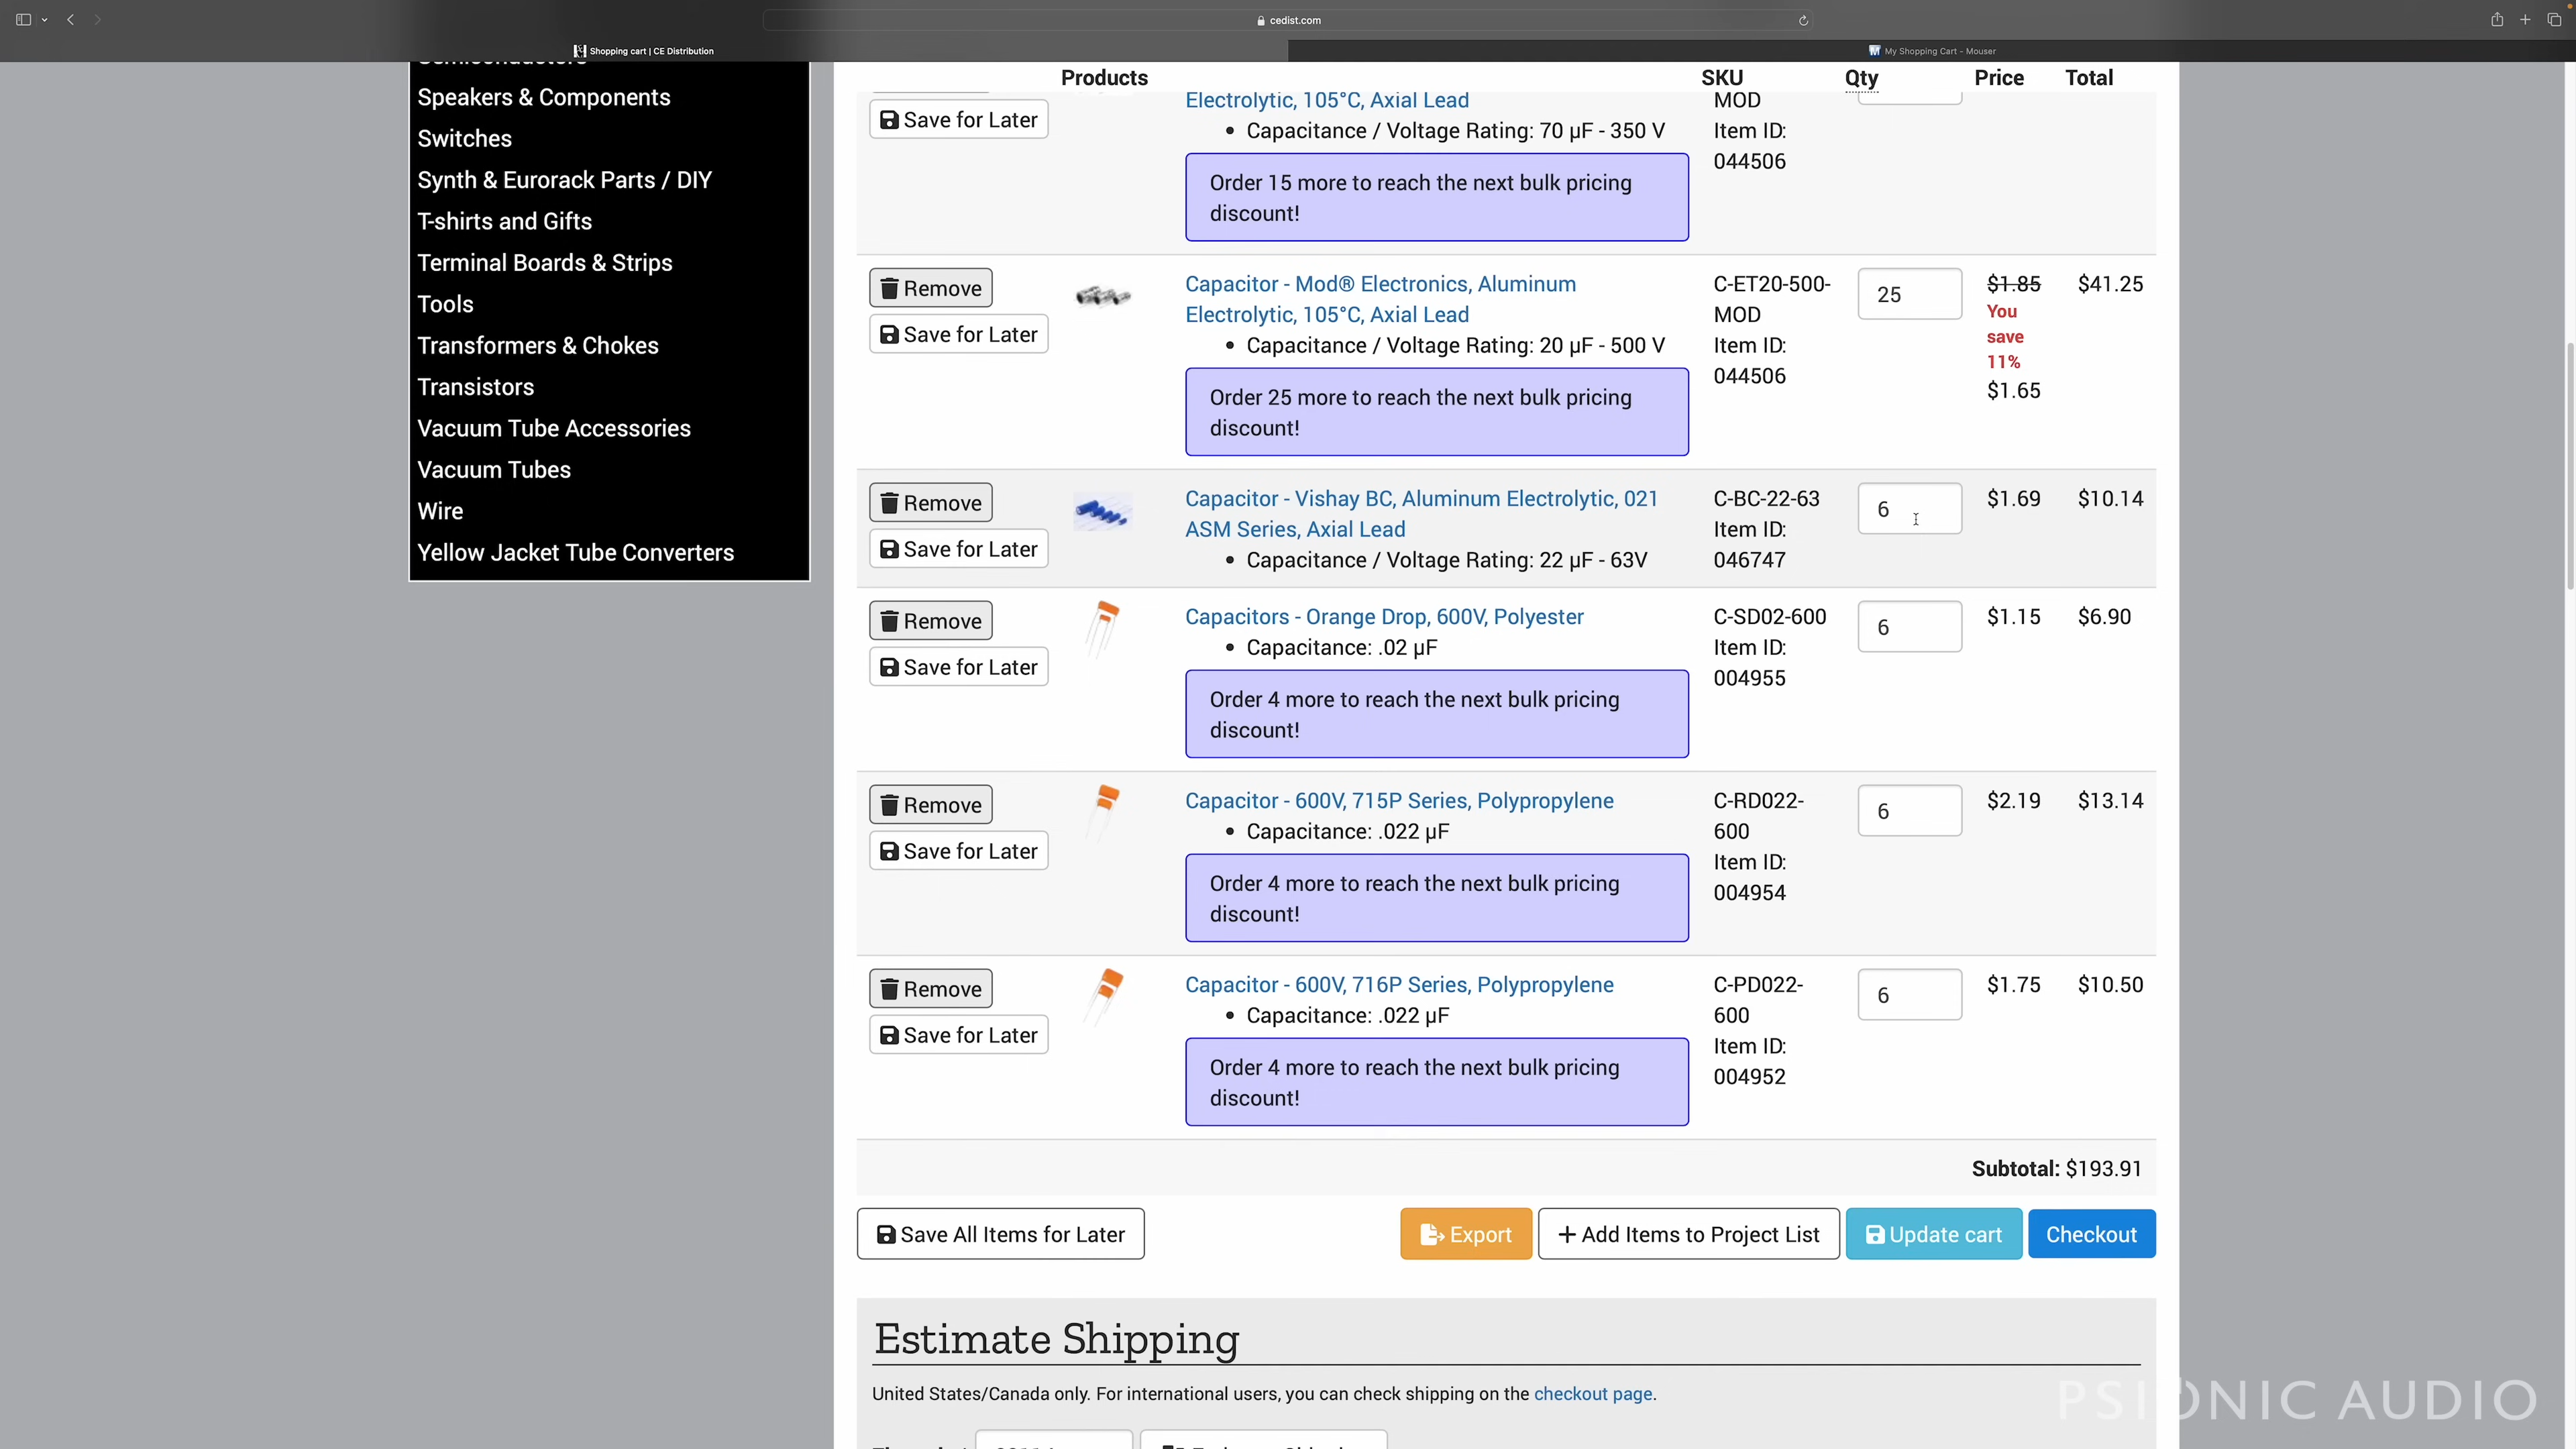 cedist.com
Shopping cart | CE Distribution
My Shopping Cart - Mouser
Semiconductors
Speakers & Components
Switches
Synth & Eurorack Parts / DIY
T-shirts and Gifts
Terminal Boards & Strips
Tools
Transformers & Chokes
Transistors
Vacuum Tube Accessories
Vacuum Tubes
Wire
Yellow Jacket Tube Converters
Products SKU Qty Price Total
Save for Later
Electrolytic, 105°C, Axial Lead
• Capacitance / Voltage Rating: 70 µF - 350 V
Order 15 more to reach the next bulk pricing
discount!
MOD
Item ID:
044506
Remove
Save for Later
Capacitor - Mod® Electronics, Aluminum
Electrolytic, 105°C, Axial Lead
• Capacitance / Voltage Rating: 20 µF - 500 V
Order 25 more to reach the next bulk pricing
discount!
C-ET20-500-
MOD
Item ID:
044506
25
$1.85
You
save
11%
$1.65
$41.25
Remove
Save for Later
Capacitor - Vishay BC, Aluminum Electrolytic, 021
ASM Series, Axial Lead
• Capacitance / Voltage Rating: 22 µF - 63V
C-BC-22-63
Item ID:
046747
6
$1.69
$10.14
Remove
Save for Later
Capacitors - Orange Drop, 600V, Polyester
• Capacitance: .02 µF
Order 4 more to reach the next bulk pricing
discount!
C-SD02-600
Item ID:
004955
6
$1.15
$6.90
Remove
Save for Later
Capacitor - 600V, 715P Series, Polypropylene
• Capacitance: .022 µF
Order 4 more to reach the next bulk pricing
discount!
C-RD022-
600
Item ID:
004954
6
$2.19
$13.14
Remove
Save for Later
Capacitor - 600V, 716P Series, Polypropylene
• Capacitance: .022 µF
Order 4 more to reach the next bulk pricing
discount!
C-PD022-
600
Item ID:
004952
6
$1.75
$10.50
Subtotal: $193.91
Save All Items for Later
Export
+ Add Items to Project List
Update cart
Checkout
Estimate Shipping
United States/Canada only. For international users, you can check shipping on the checkout page.
PSIONIC AUDIO